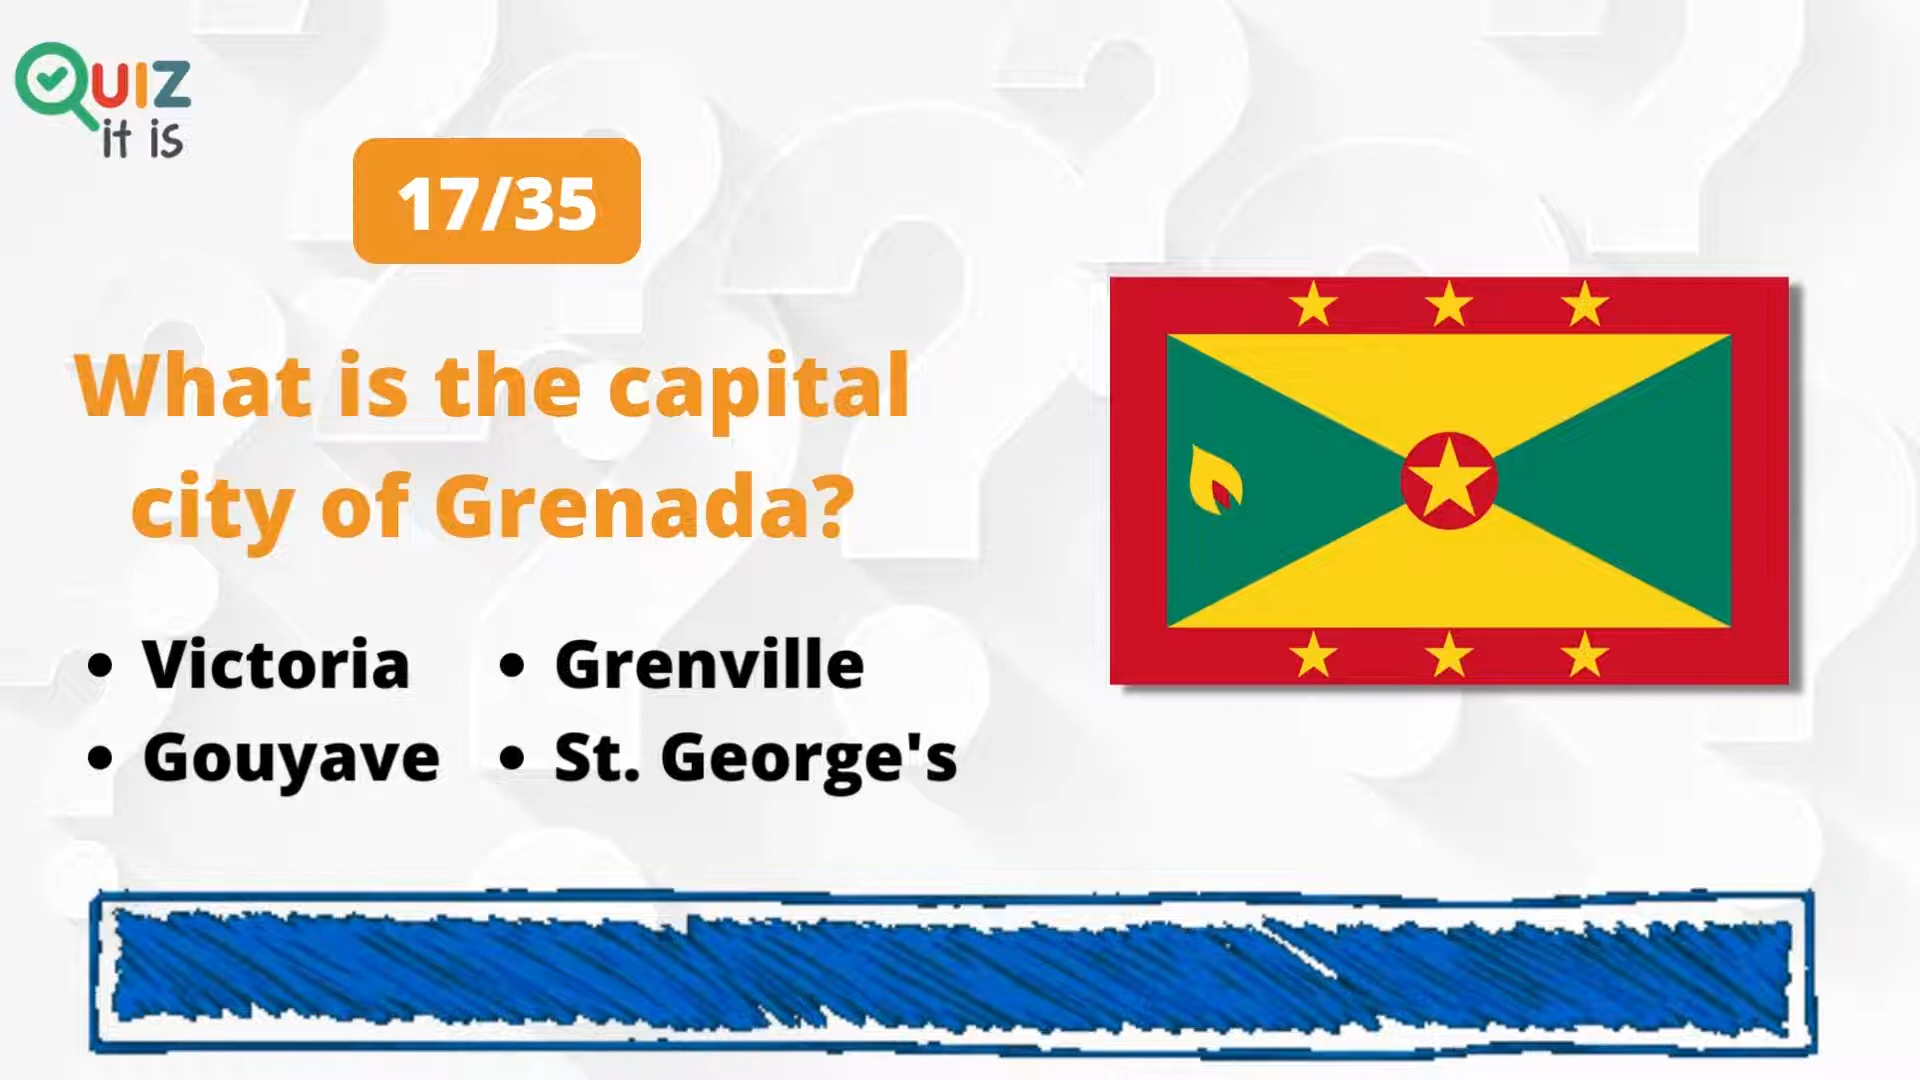 QUIZ
it is
17/35
What is the capital
city of Grenada?
• Victoria
• Grenville
• Gouyave
• St. George's